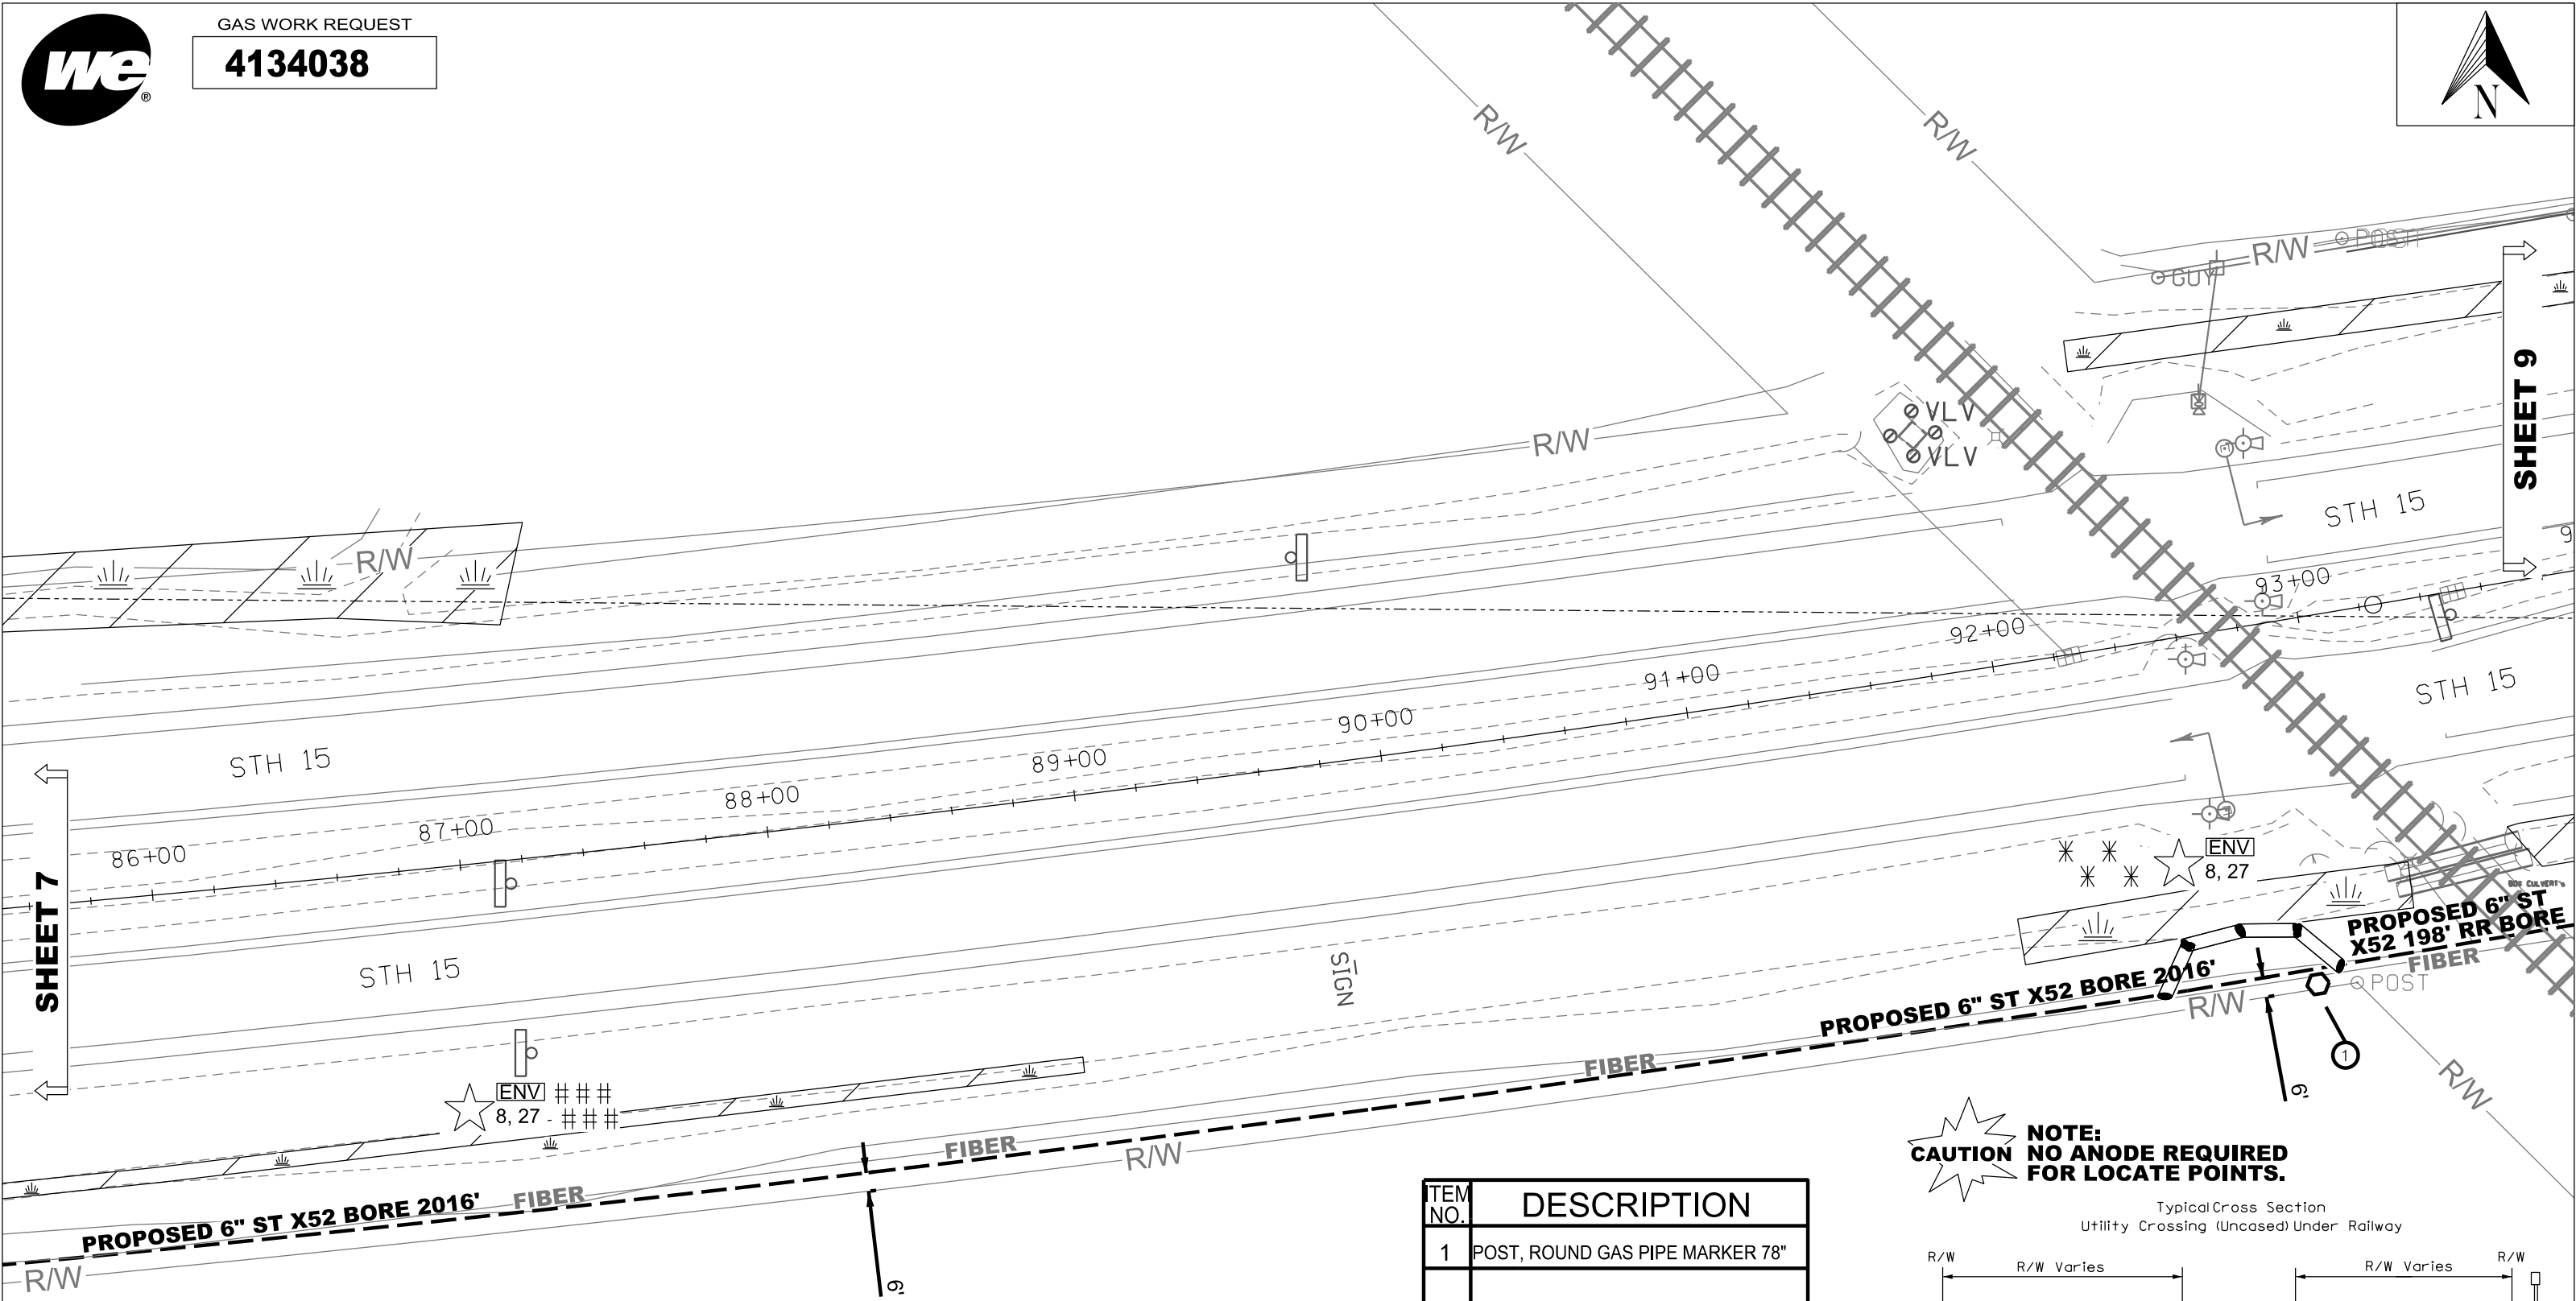 we®
GAS WORK REQUEST
4134038
N
R/W
R/W
R/W
POST
GUY
SHEET 9
VLV
VLV
R/W
STH 15
R/W
93+00
92+00
91+00
90+00
89+00
88+00
87+00
86+00
STH 15
STH 15
SHEET 7
STH 15
SIGN
ENV
8, 27
BOX CULVERT's
PROPOSED 6" ST
X52 198' RR BORE
FIBER
POST
PROPOSED 6" ST X52 BORE 2016'
R/W
1
6'
R/W
FIBER
ENV # # #
8, 27 # # #
FIBER
R/W
PROPOSED 6" ST X52 BORE 2016'
FIBER
R/W
6'
CAUTION
NOTE:
NO ANODE REQUIRED
FOR LOCATE POINTS.
Typical Cross Section
Utility Crossing (Uncased) Under Railway
R/W
R/W Varies
R/W Varies
R/W
ITEM NO. DESCRIPTION
1 POST, ROUND GAS PIPE MARKER 78"